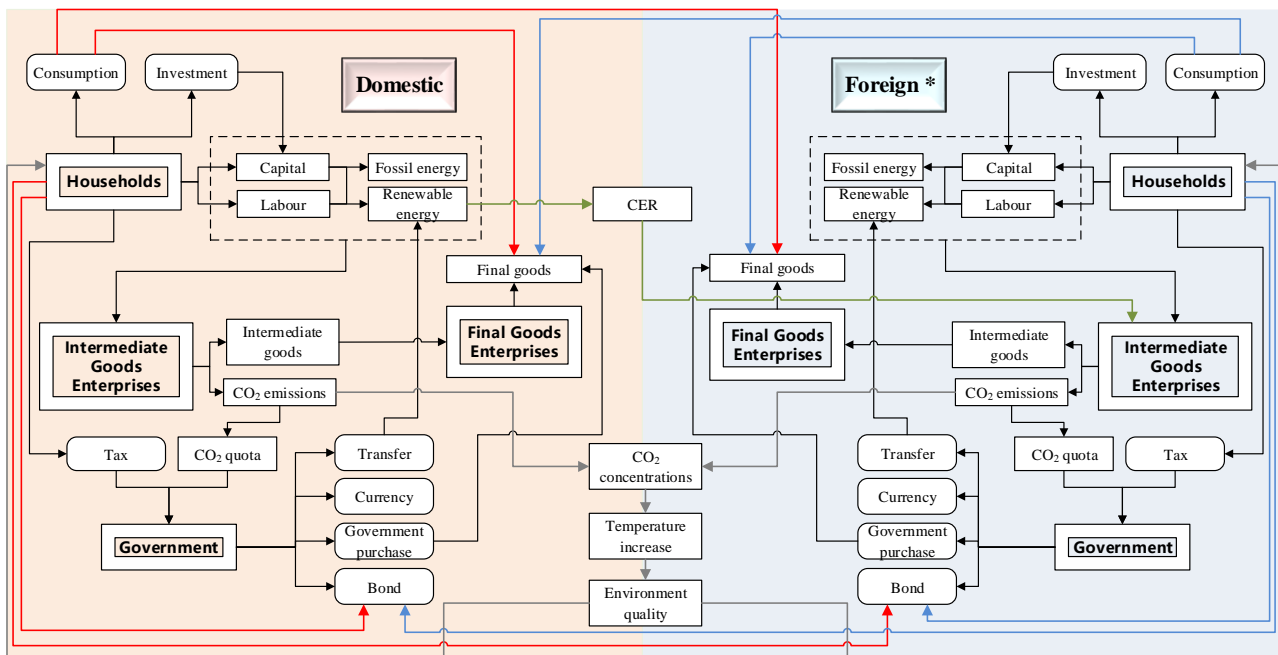 Consumption
Investment
Domestic
Foreign *
Investment
Consumption
Households
Capital
Fossil energy
Labour
Renewable
energy
CER
Fossil energy
Capital
Renewable
energy
Labour
Households
Final goods
Final goods
Intermediate
Goods
Enterprises
Intermediate
goods
Final Goods
Enterprises
Final Goods
Enterprises
Intermediate
goods
Intermediate
Goods
Enterprises
CO₂ emissions
CO₂ emissions
Tax
CO₂ quota
Transfer
CO₂
concentrations
Transfer
CO₂ quota
Tax
Currency
Currency
Government
Government
purchase
Temperature
increase
Government
purchase
Government
Bond
Environment
quality
Bond